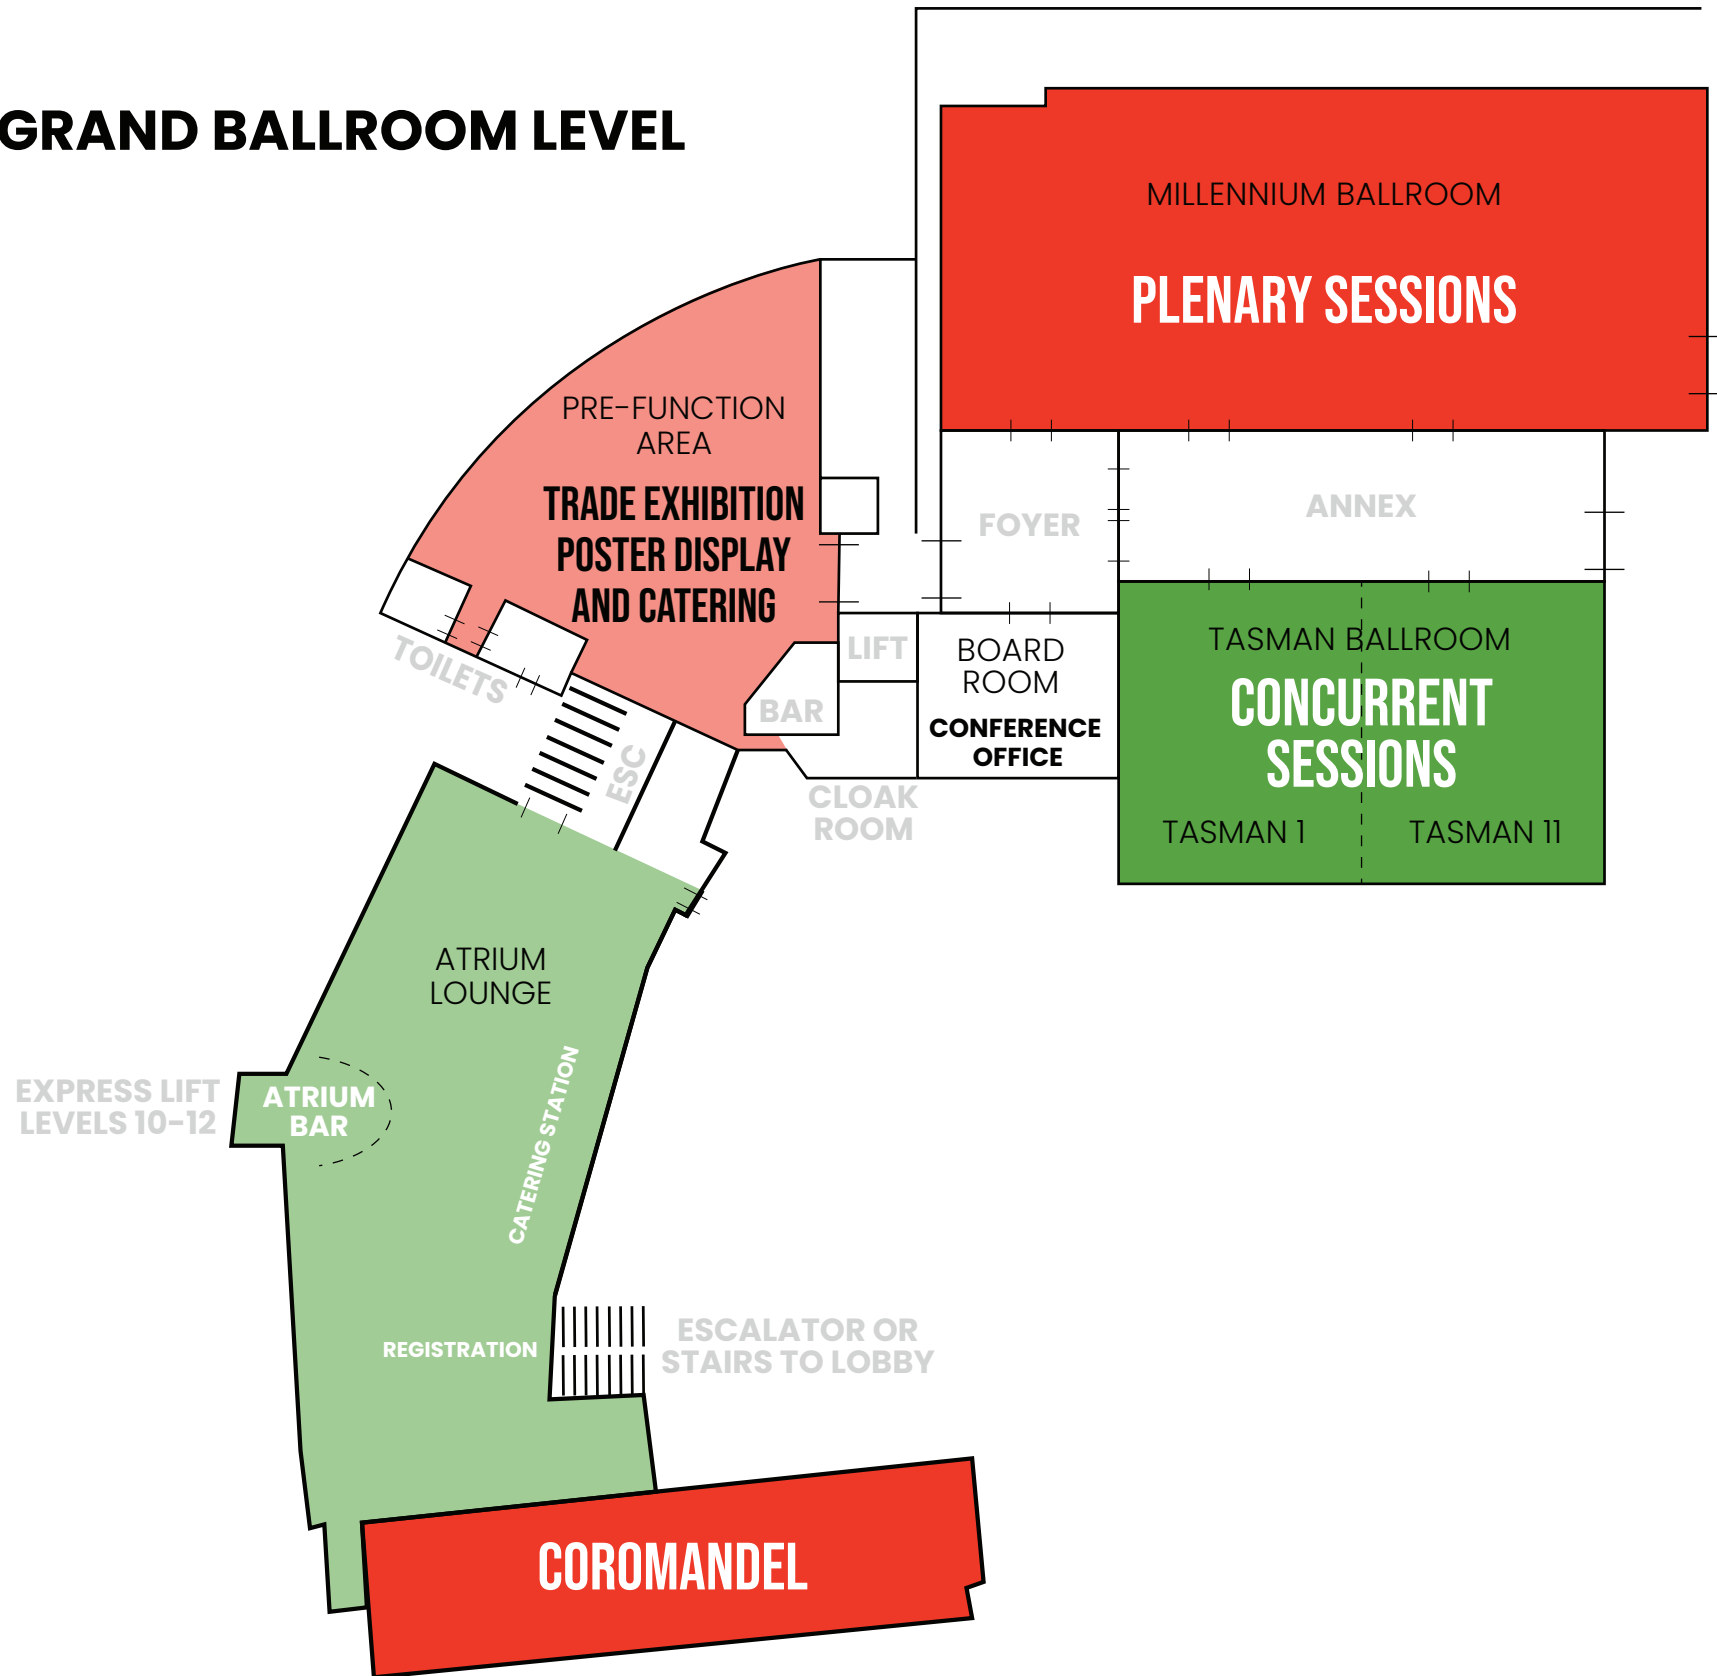 GRAND BALLROOM LEVEL
MILLENNIUM BALLROOM
PLENARY SESSIONS
PRE-FUNCTION
AREA
TRADE EXHIBITION
POSTER DISPLAY
AND CATERING
FOYER
ANNEX
TOILETS
LIFT
BAR
BOARD
ROOM
CONFERENCE
OFFICE
TASMAN BALLROOM
CONCURRENT
SESSIONS
TASMAN 1
TASMAN 11
ESC
CLOAK
ROOM
ATRIUM
LOUNGE
EXPRESS LIFT
LEVELS 10-12
ATRIUM
BAR
CATERING STATION
REGISTRATION
ESCALATOR OR
STAIRS TO LOBBY
COROMANDEL